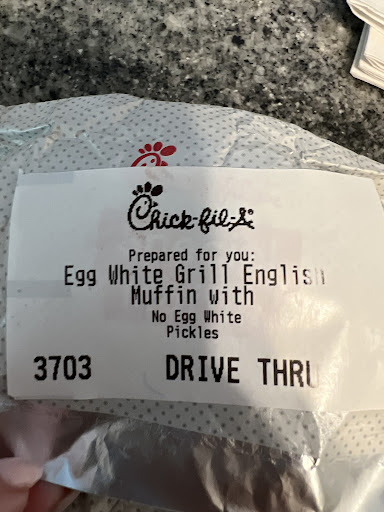 Chick-fil-A
Prepared for you:
Egg White Grill English
Muffin with
No Egg White
Pickles
3703 DRIVE THRU